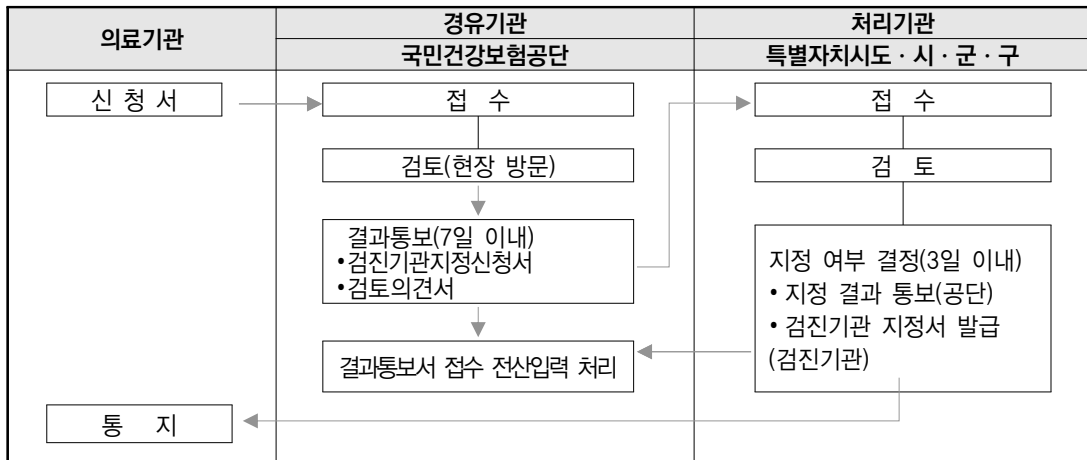 의료기관
경유기관
처리기관
국민건강보험공단
특별자치시도 · 시 · 군 · 구
신 청 서
접 수
접 수
검토(현장 방문)
검 토
결과통보(7일 이내)
•검진기관지정신청서
•검토의견서
지정 여부 결정(3일 이내)
• 지정 결과 통보(공단)
• 검진기관 지정서 발급
(검진기관)
결과통보서 접수 전산입력 처리
통 지